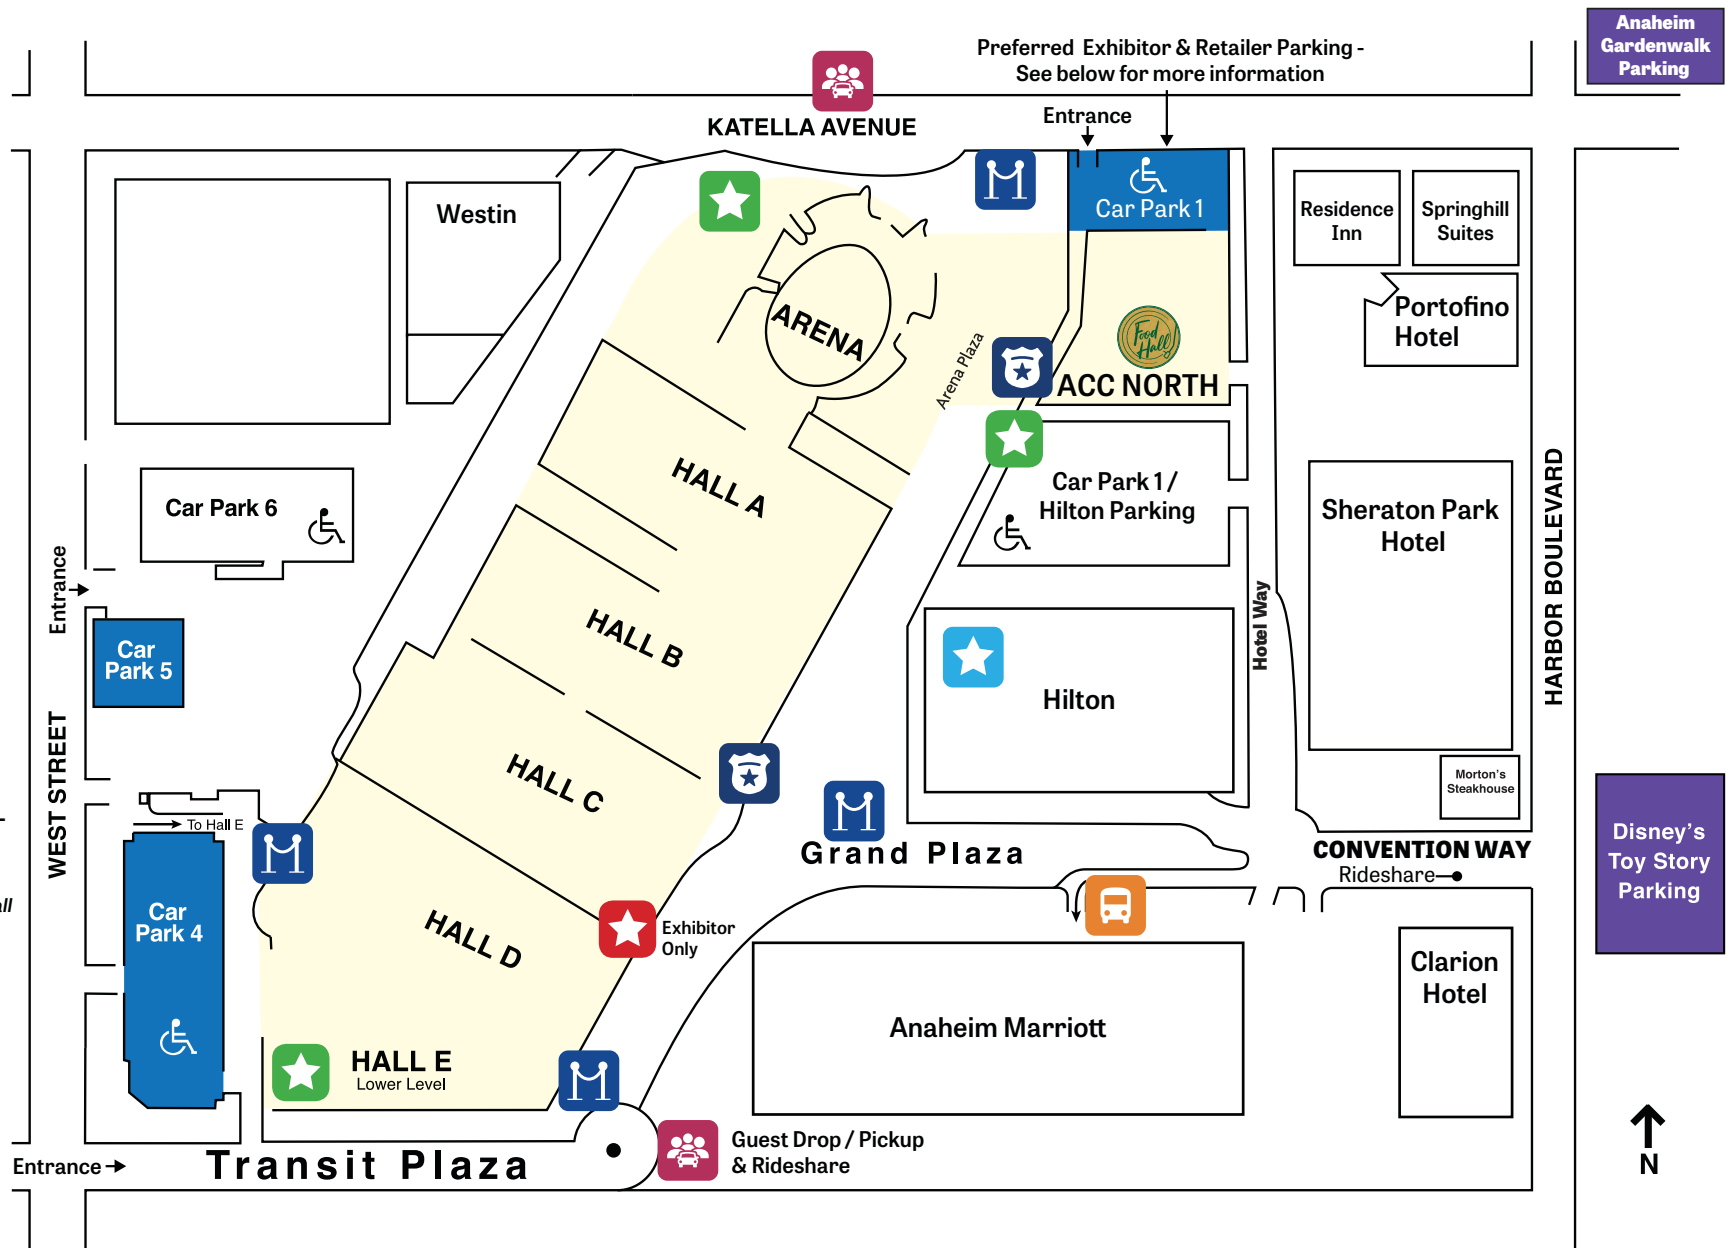 Anaheim
Gardenwalk
Parking
Preferred Exhibitor & Retailer Parking -
See below for more information
Entrance
KATELLA AVENUE
Car Park 1
Westin
Residence
Inn
Springhill
Suites
Portofino
Hotel
ARENA
Arena Plaza
Food
Hall
ACC NORTH
HALL A
Car Park 1 /
Hilton Parking
Car Park 6
Sheraton Park
Hotel
HARBOR BOULEVARD
Entrance
Hotel Way
HALL B
Car
Park 5
Hilton
WEST STREET
HALL C
Morton's
Steakhouse
To Hall E
Grand Plaza
CONVENTION WAY
Rideshare
Disney's
Toy Story
Parking
all
Car
Park 4
HALL D
Exhibitor
Only
Clarion
Hotel
Anaheim Marriott
HALL E
Lower Level
Guest Drop / Pickup
& Rideshare
Entrance
Transit Plaza
N